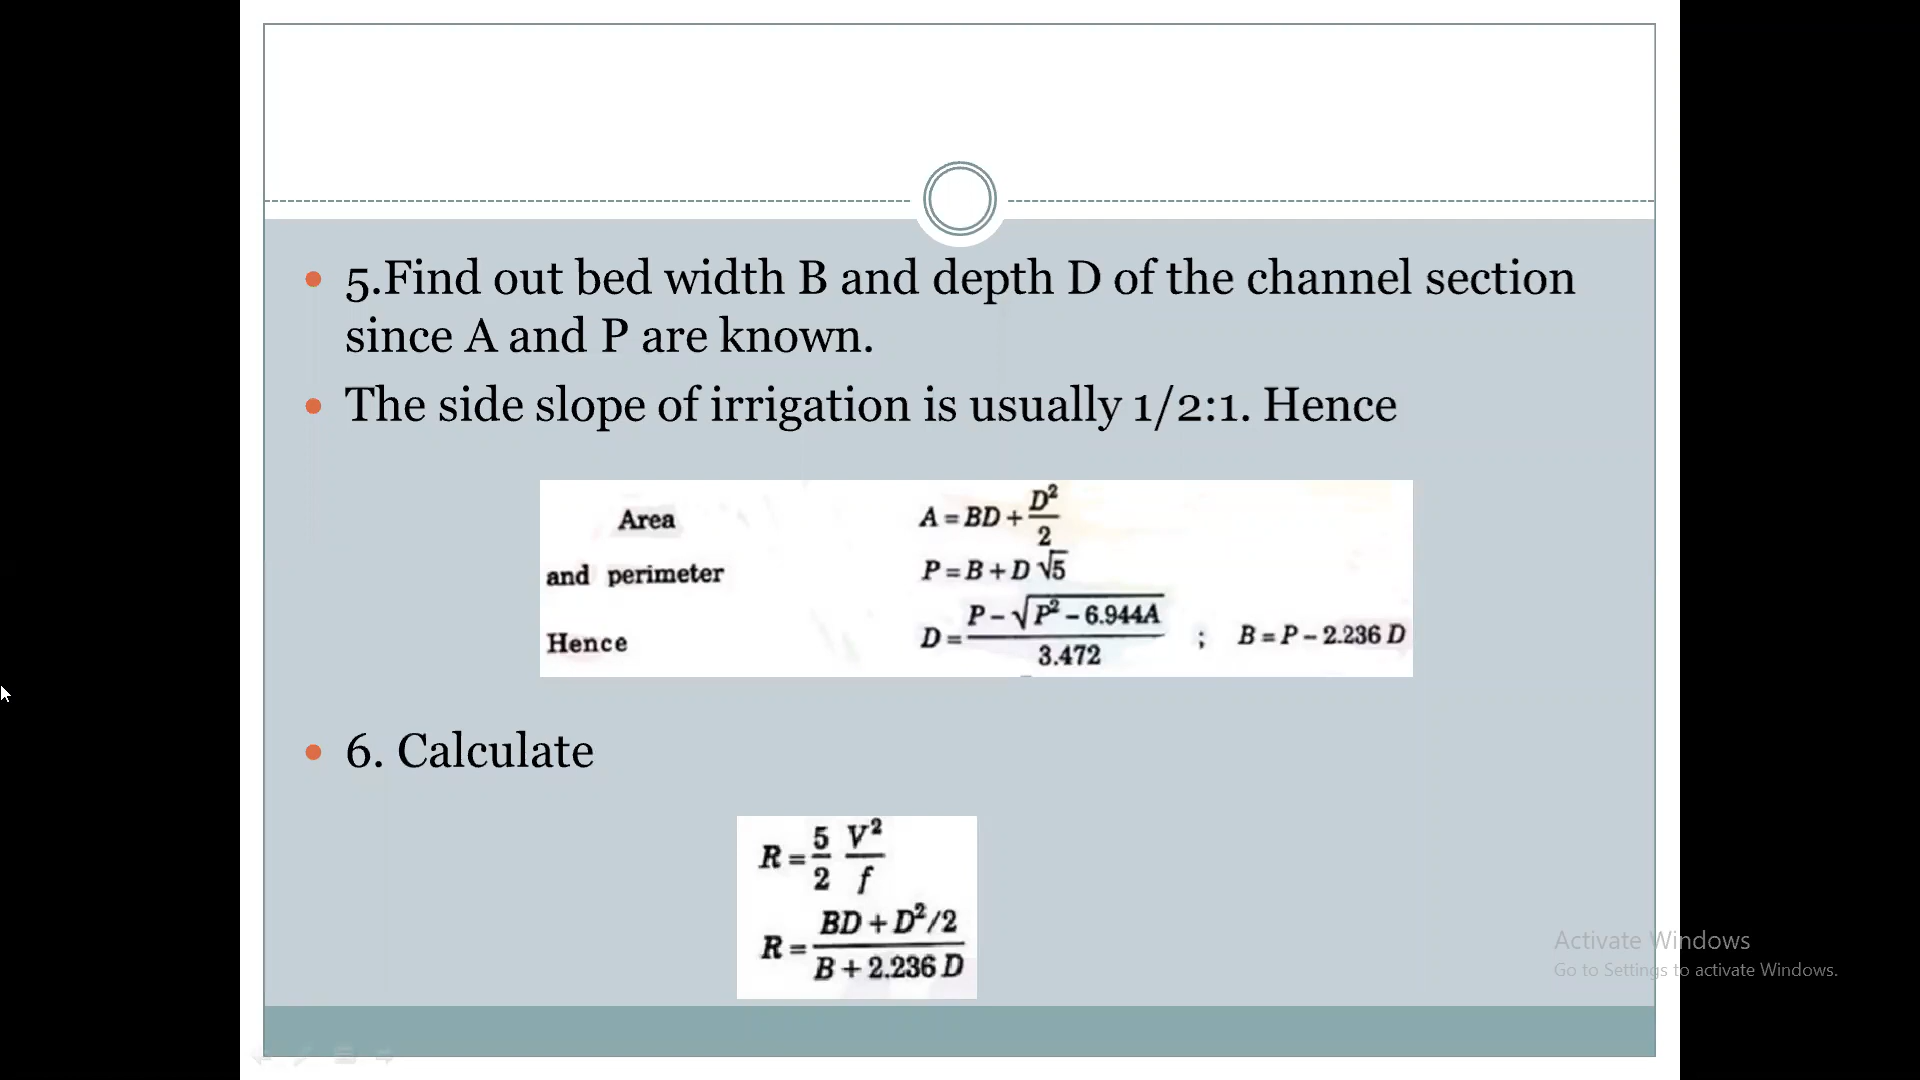 5.Find out bed width B and depth D of the channel section
since A and P are known.
The side slope of irrigation is usually 1/2:1. Hence
Area A = BD + D²/2
and perimeter P = B + D √5
Hence D = (P − √(P² − 6.944A)) / 3.472 ; B = P − 2.236 D
6. Calculate
R = 5/2 V²/f
R = (BD + D²/2) / (B + 2.236 D)
Activate Windows
Go to Settings to activate Windows.